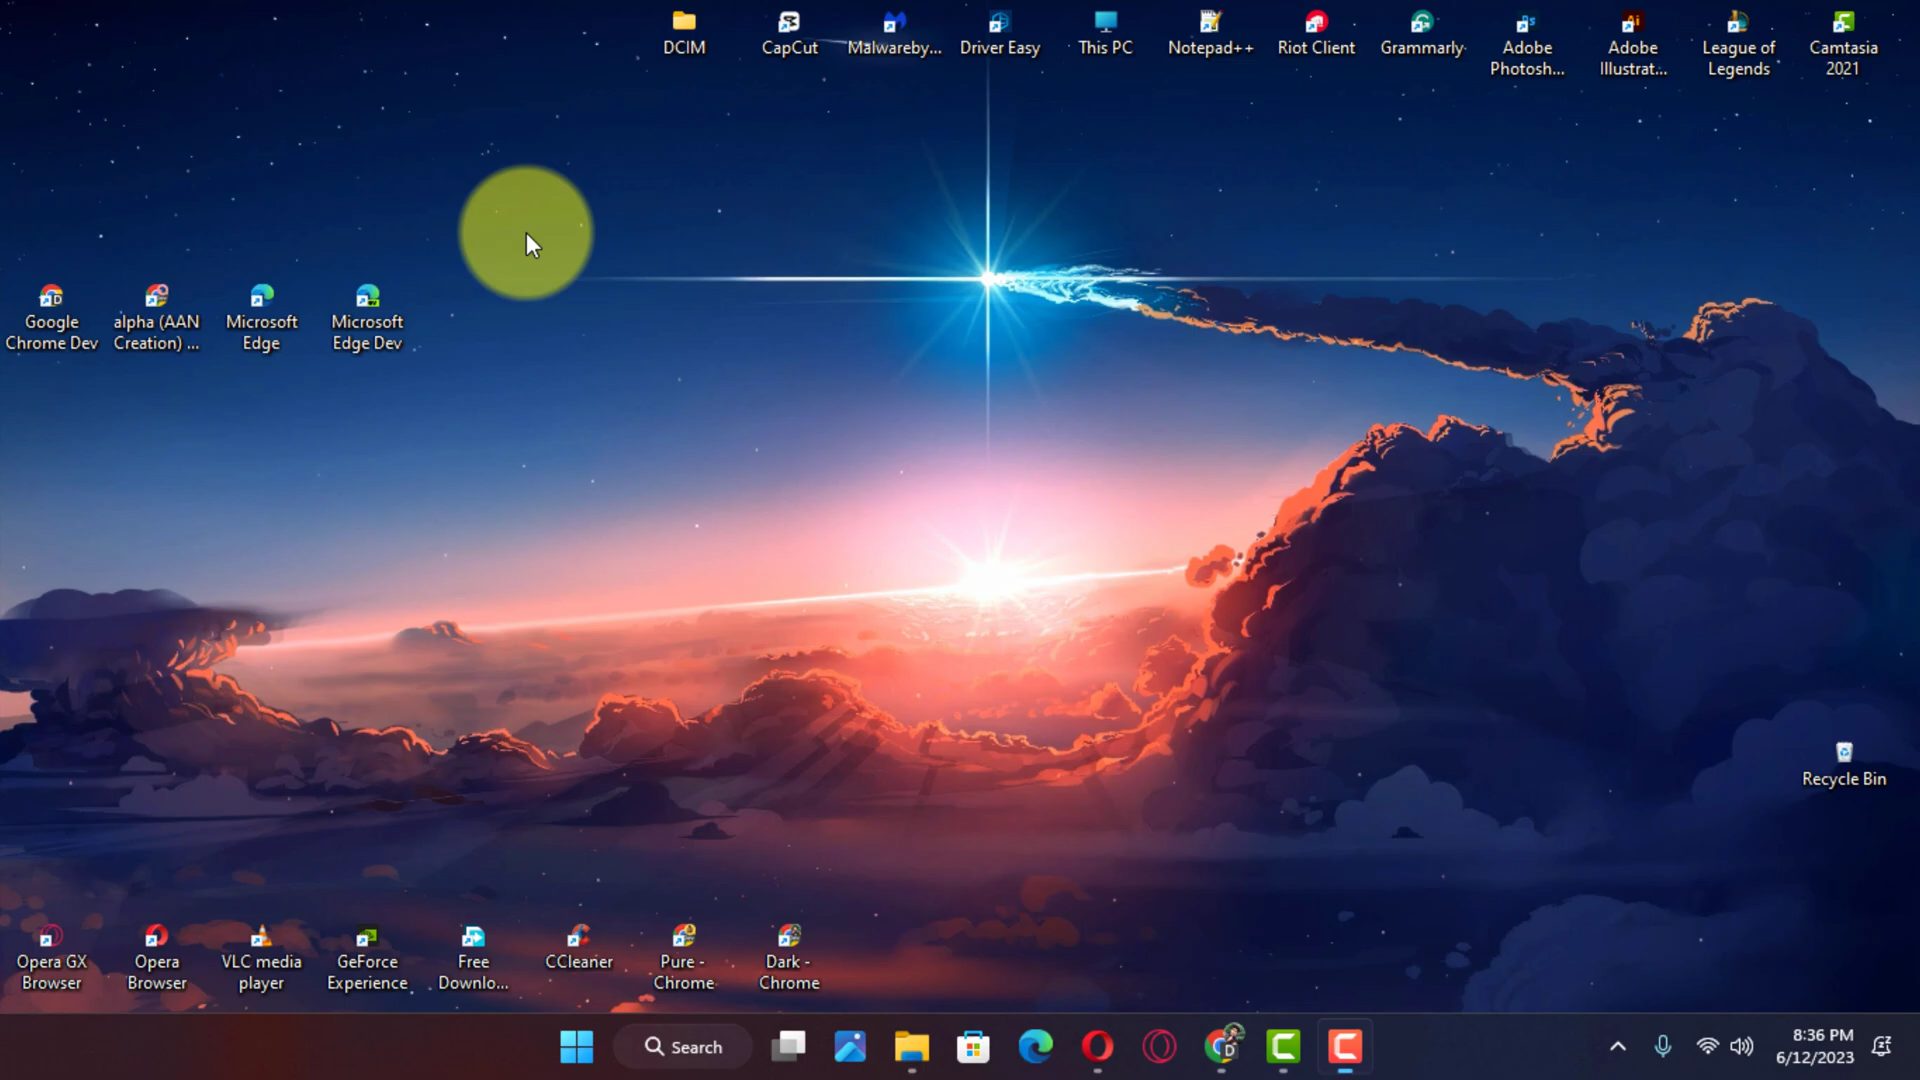 DCIM
CapCut
Malwareby...
Driver Easy
This PC
Notepad++
Riot Client
Grammarly
Adobe
Photosh...
Adobe
Illustrat...
League of
Legends
Camtasia
2021
Google
Chrome Dev
alpha (AAN
Creation) ...
Microsoft
Edge
Microsoft
Edge Dev
Recycle Bin
Opera GX
Browser
Opera
Browser
VLC media
player
GeForce
Experience
Free
Downlo...
CCleaner
Pure -
Chrome
Dark -
Chrome
Search
8:36 PM
6/12/2023